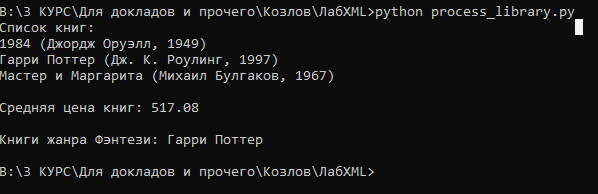 B:\3 КУРС\Для докладов и прочего\Козлов\ЛабXML>python process_library.py
Список книг:
1984 (Джордж Оруэлл, 1949)
Гарри Поттер (Дж. К. Роулинг, 1997)
Мастер и Маргарита (Михаил Булгаков, 1967)
Средняя цена книг: 517.08
Книги жанра Фэнтези: Гарри Поттер
B:\3 КУРС\Для докладов и прочего\Козлов\ЛабXML>